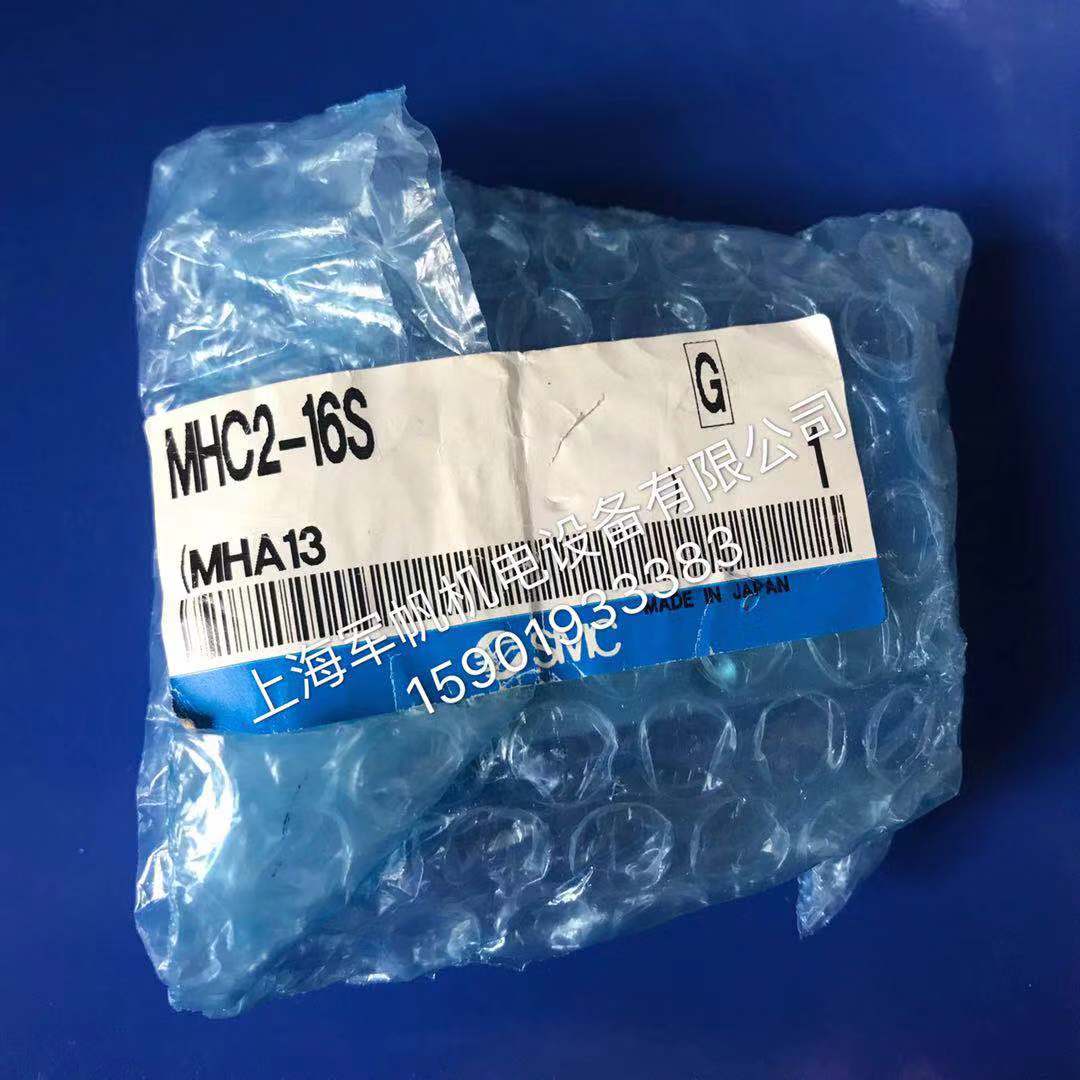 MHC2-16S
G
1
(MHA13
MADE IN JAPAN
SMC
上海军帆机电设备有限公司
15901933383